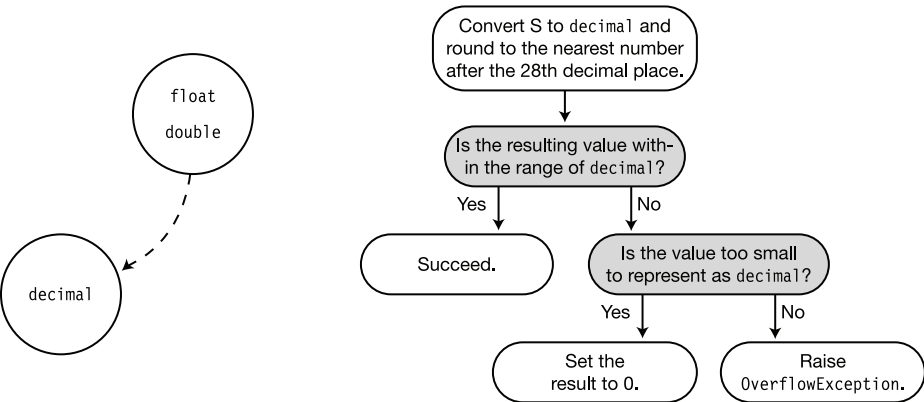 float
double
decimal
Convert S to decimal and
round to the nearest number
after the 28th decimal place.
Is the resulting value with-
in the range of decimal?
Yes
No
Succeed.
Is the value too small
to represent as decimal?
Yes
No
Set the
result to 0.
Raise
OverflowException.